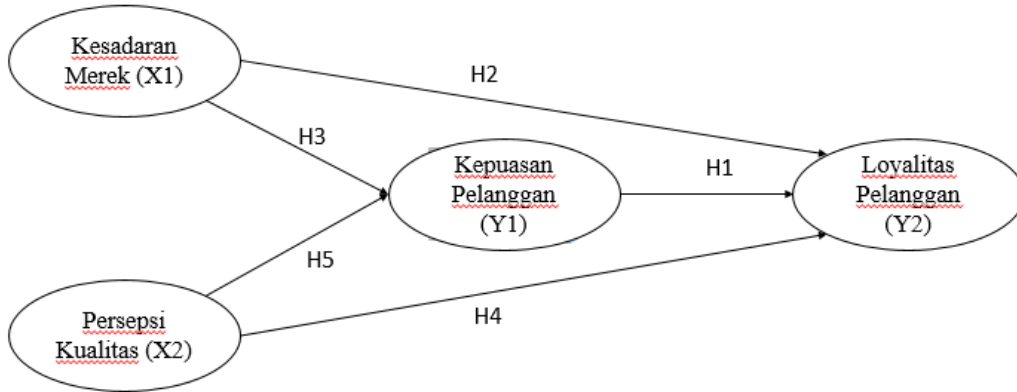 Kesadaran
Merek (X1)
H2
H3
Kepuasan
Pelanggan
(Y1)
H1
Loyalitas
Pelanggan
(Y2)
H5
H4
Persepsi
Kualitas (X2)